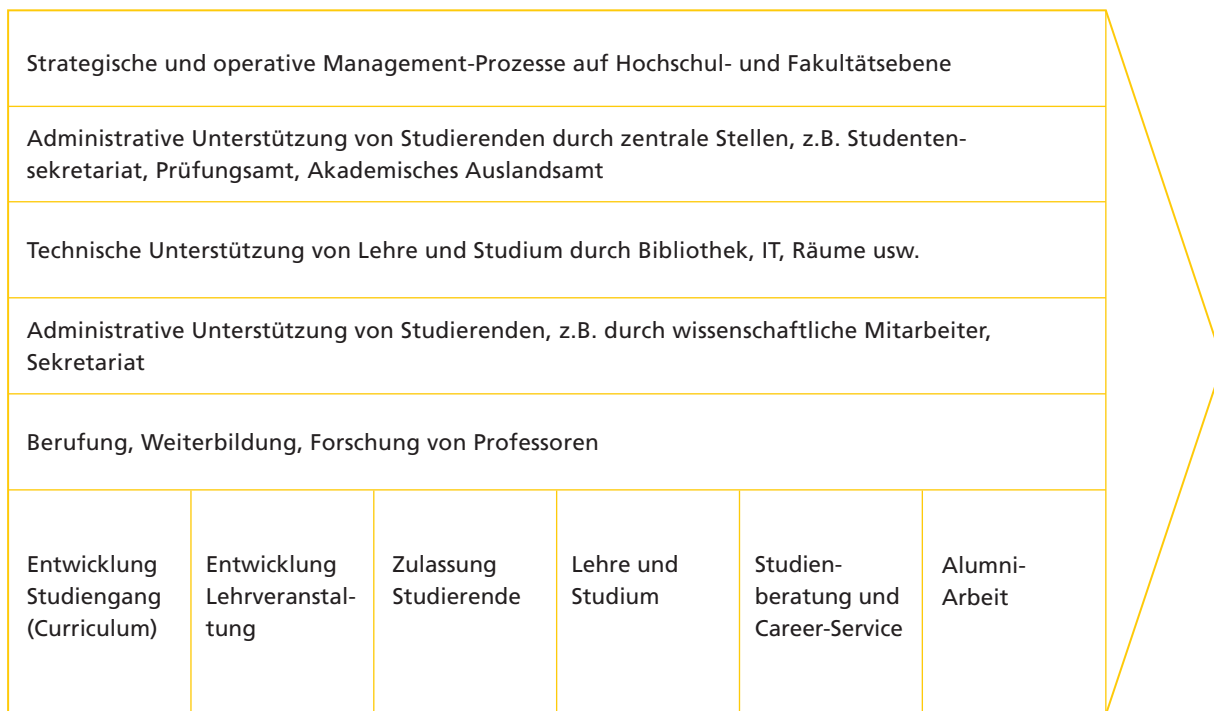 Strategische und operative Management-Prozesse auf Hochschul- und Fakultätsebene
Administrative Unterstützung von Studierenden durch zentrale Stellen, z.B. Studenten-
sekretariat, Prüfungsamt, Akademisches Auslandsamt
Technische Unterstützung von Lehre und Studium durch Bibliothek, IT, Räume usw.
Administrative Unterstützung von Studierenden, z.B. durch wissenschaftliche Mitarbeiter,
Sekretariat
Berufung, Weiterbildung, Forschung von Professoren
Entwicklung
Studiengang
(Curriculum)
Entwicklung
Lehrveranstal-
tung
Zulassung
Studierende
Lehre und
Studium
Studien-
beratung und
Career-Service
Alumni-
Arbeit